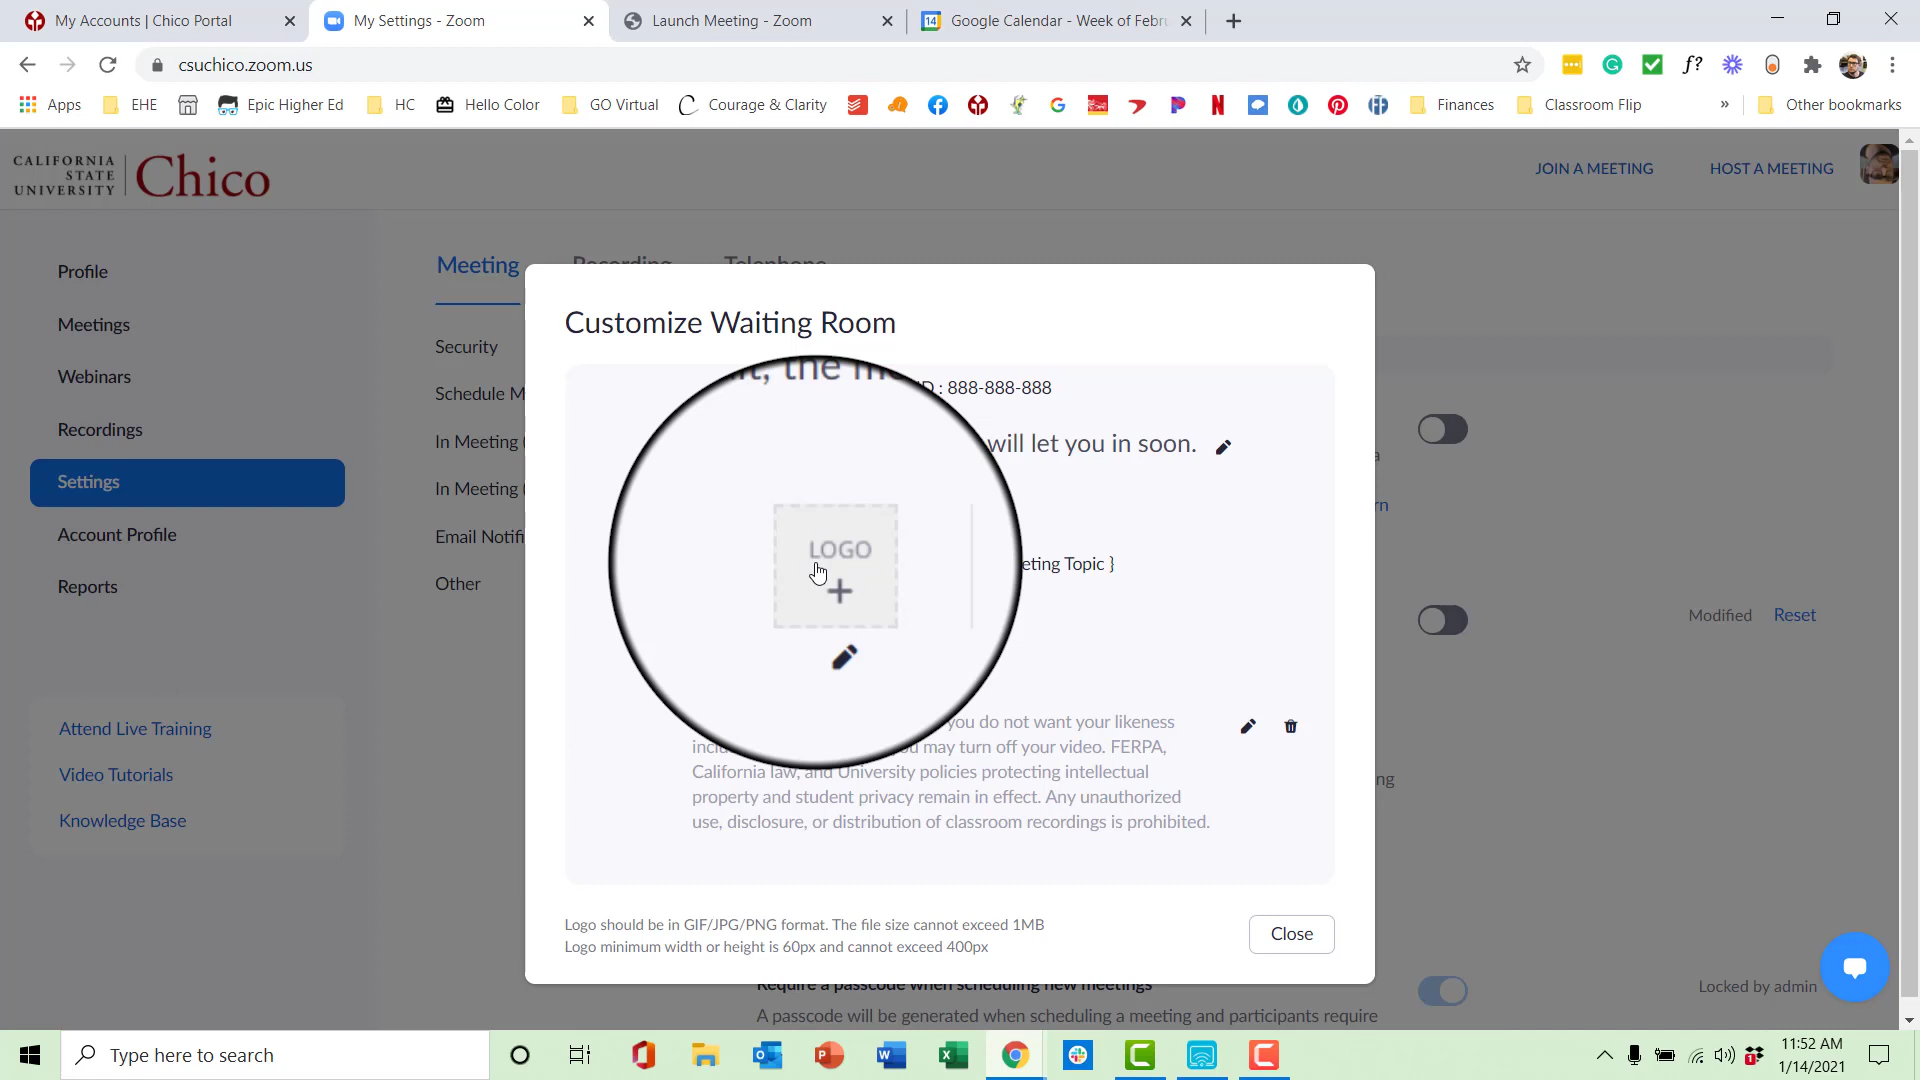 My Accounts | Chico Portal
My Settings - Zoom
Launch Meeting - Zoom
14
Google Calendar - Week of Febru
csuchico.zoom.us
f?
Apps
EHE
Epic Higher Ed
HC
Hello Color
GO Virtual
Courage & Clarity
Finances
Classroom Flip
»
Other bookmarks
CALIFORNIA
STATE
UNIVERSITY
Chico
JOIN A MEETING
HOST A MEETING
Profile
Meetings
Webinars
Recordings
Settings
Account Profile
Reports
Attend Live Training
Video Tutorials
Knowledge Base
Meeting
Recording
Telephone
Security
Schedule M
In Meeting (
In Meeting (
Email Notifi
Other
Customize Waiting Room
the
ID : 888-888-888
will let you in soon.
LOGO
+
eting Topic }
you do not want your likeness
may turn off your video. FERPA,
California law, and University policies protecting intellectual
property and student privacy remain in effect. Any unauthorized
use, disclosure, or distribution of classroom recordings is prohibited.
Logo should be in GIF/JPG/PNG format. The file size cannot exceed 1MB
Logo minimum width or height is 60px and cannot exceed 400px
Close
Modified
Reset
Require a passcode when scheduling new meetings
A passcode will be generated when scheduling a meeting and participants require
Locked by admin
Type here to search
11:52 AM
1/14/2021